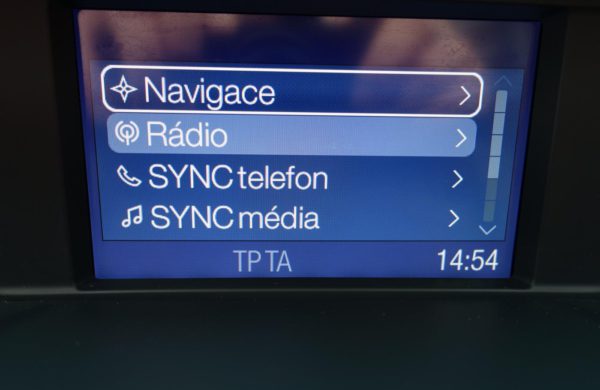 Navigace
Rádio
SYNC telefon
SYNC média
TP TA 14:54